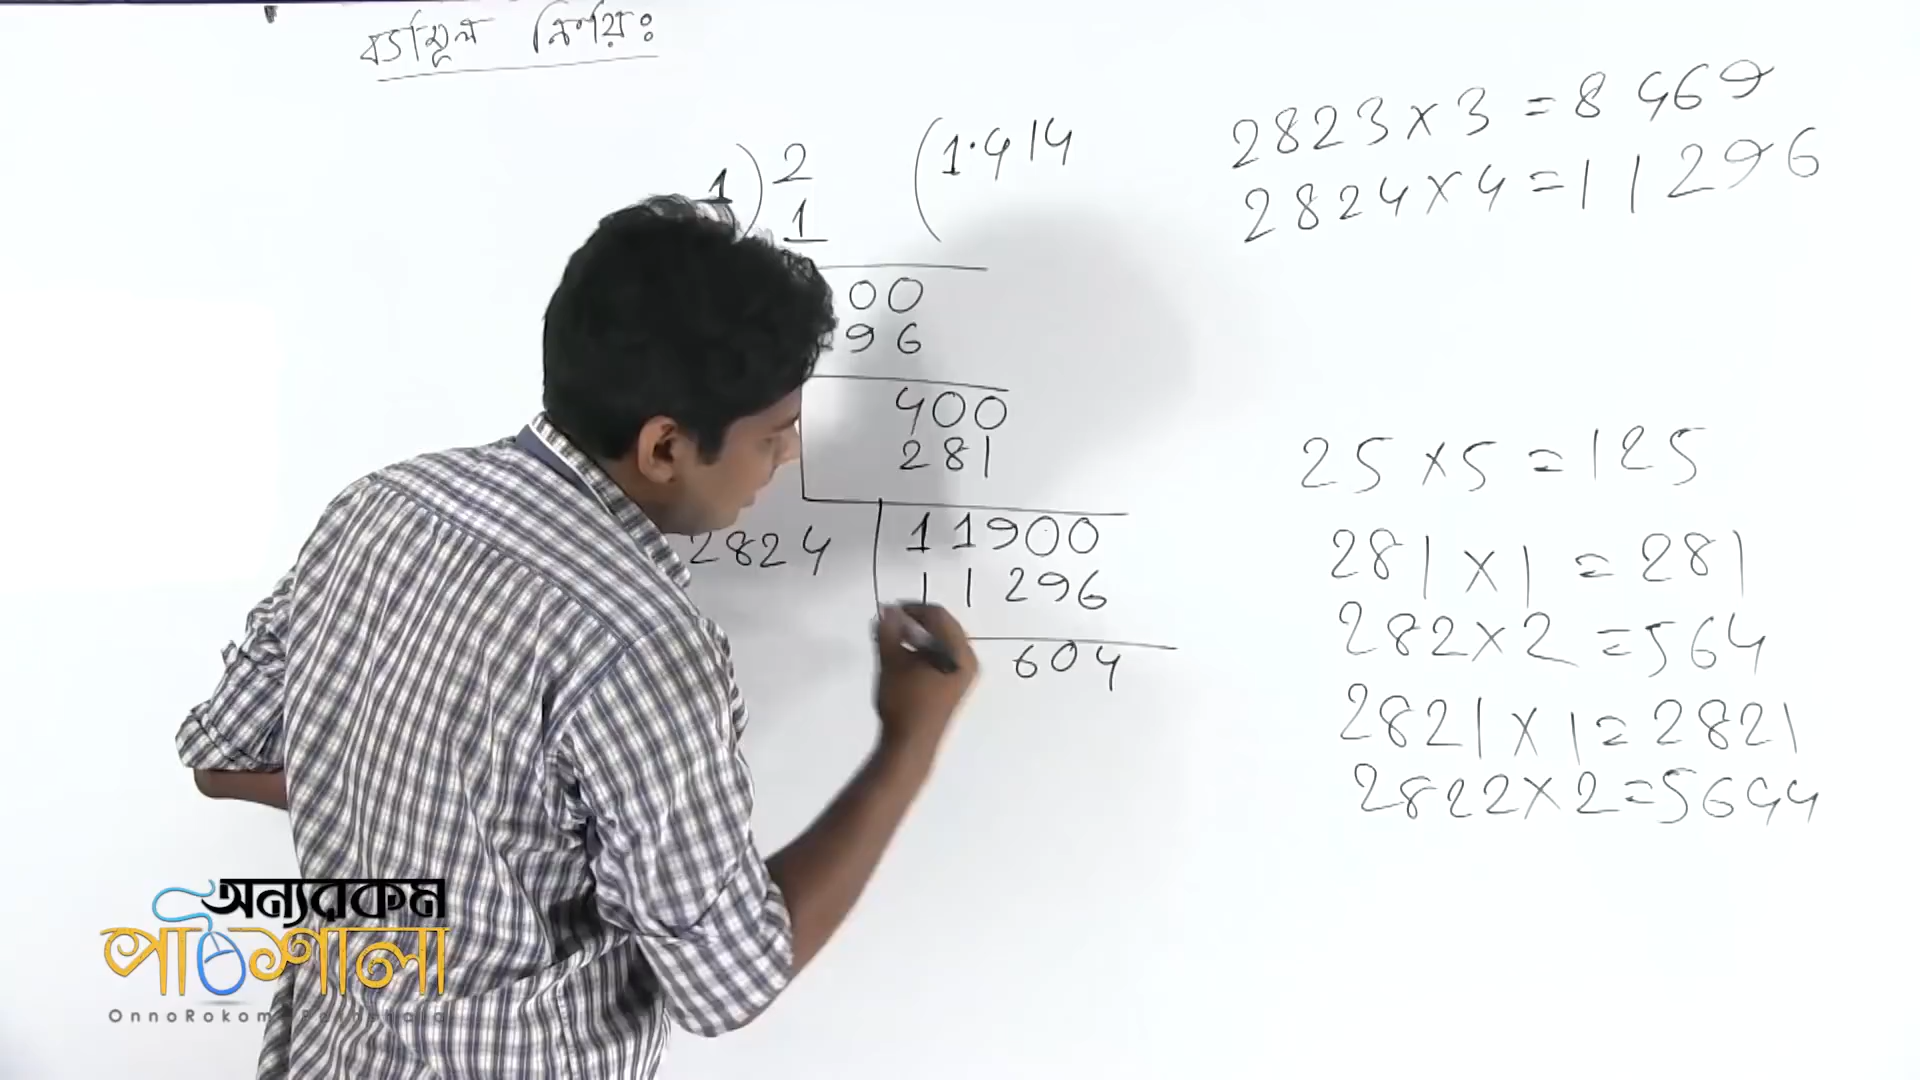 বর্গমূল নির্ণয়ঃ
1) 2 (1.414
1
00
96
400
281
2824 11900
11296
604
2823 × 3 = 8469
2824 × 4 = 11296
25 × 5 = 125
281 × 1 = 281
282 × 2 = 564
2821 × 1 = 2821
2822 × 2 = 5644
অন্যরকম
পাঠশালা
OnnoRokom Pathshala